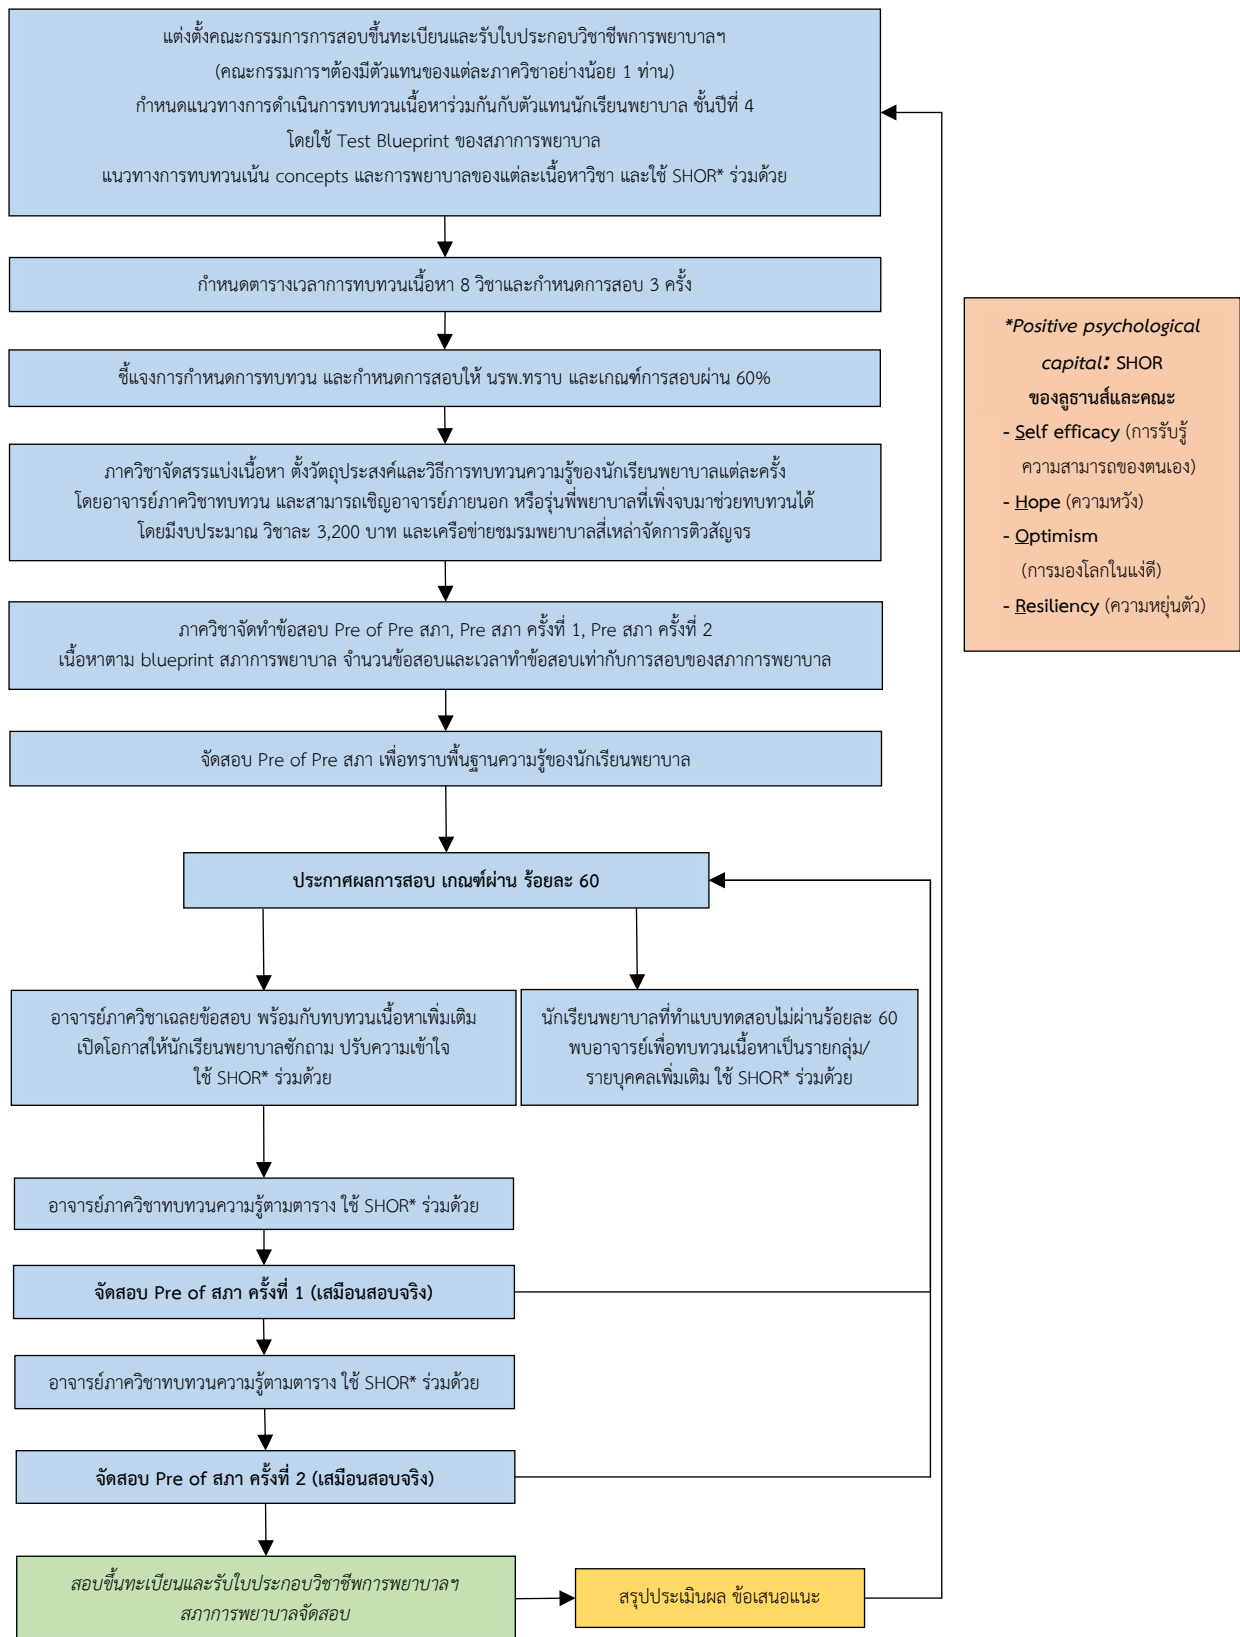 แต่งตั้งคณะกรรมการการสอบขึ้นทะเบียนและรับใบประกอบวิชาชีพการพยาบาลฯ
(คณะกรรมการฯต้องมีตัวแทนของแต่ละภาควิชาอย่างน้อย 1 ท่าน)
กำหนดแนวทางการดำเนินการทบทวนเนื้อหาร่วมกันกับตัวแทนนักเรียนพยาบาล ชั้นปีที่ 4
โดยใช้ Test Blueprint ของสภาการพยาบาล
แนวทางการทบทวนเน้น concepts และการพยาบาลของแต่ละเนื้อหาวิชา และใช้ SHOR* ร่วมด้วย
กำหนดตารางเวลาการทบทวนเนื้อหา 8 วิชาและกำหนดการสอบ 3 ครั้ง
ชี้แจงการกำหนดการทบทวน และกำหนดการสอบให้ นรพ.ทราบ และเกณฑ์การสอบผ่าน 60%
ภาควิชาจัดสรรแบ่งเนื้อหา ตั้งวัตถุประสงค์และวิธีการทบทวนความรู้ของนักเรียนพยาบาลแต่ละครั้ง
โดยอาจารย์ภาควิชาทบทวน และสามารถเชิญอาจารย์ภายนอก หรือรุ่นพี่พยาบาลที่เพิ่งจบมาช่วยทบทวนได้
โดยมีงบประมาณ วิชาละ 3,200 บาท และเครือข่ายชมรมพยาบาลสี่เหล่าจัดการติวสัญจร
ภาควิชาจัดทำข้อสอบ Pre of Pre สภา, Pre สภา ครั้งที่ 1, Pre สภา ครั้งที่ 2
เนื้อหาตาม blueprint สภาการพยาบาล จำนวนข้อสอบและเวลาทำข้อสอบเท่ากับการสอบของสภาการพยาบาล
จัดสอบ Pre of Pre สภา เพื่อทราบพื้นฐานความรู้ของนักเรียนพยาบาล
ประกาศผลการสอบ เกณฑ์ผ่าน ร้อยละ 60
อาจารย์ภาควิชาเฉลยข้อสอบ พร้อมกับทบทวนเนื้อหาเพิ่มเติม
เปิดโอกาสให้นักเรียนพยาบาลซักถาม ปรับความเข้าใจ
ใช้ SHOR* ร่วมด้วย
นักเรียนพยาบาลที่ทำแบบทดสอบไม่ผ่านร้อยละ 60
พบอาจารย์เพื่อทบทวนเนื้อหาเป็นรายกลุ่ม/
รายบุคคลเพิ่มเติม ใช้ SHOR* ร่วมด้วย
อาจารย์ภาควิชาทบทวนความรู้ตามตาราง ใช้ SHOR* ร่วมด้วย
จัดสอบ Pre of สภา ครั้งที่ 1 (เสมือนสอบจริง)
อาจารย์ภาควิชาทบทวนความรู้ตามตาราง ใช้ SHOR* ร่วมด้วย
จัดสอบ Pre of สภา ครั้งที่ 2 (เสมือนสอบจริง)
สอบขึ้นทะเบียนและรับใบประกอบวิชาชีพการพยาบาลฯ
สภาการพยาบาลจัดสอบ
สรุปประเมินผล ข้อเสนอแนะ
*Positive psychological
capital: SHOR
ของลูธานส์และคณะ
- Self efficacy (การรับรู้
ความสามารถของตนเอง)
- Hope (ความหวัง)
- Optimism
(การมองโลกในแง่ดี)
- Resiliency (ความหยุ่นตัว)